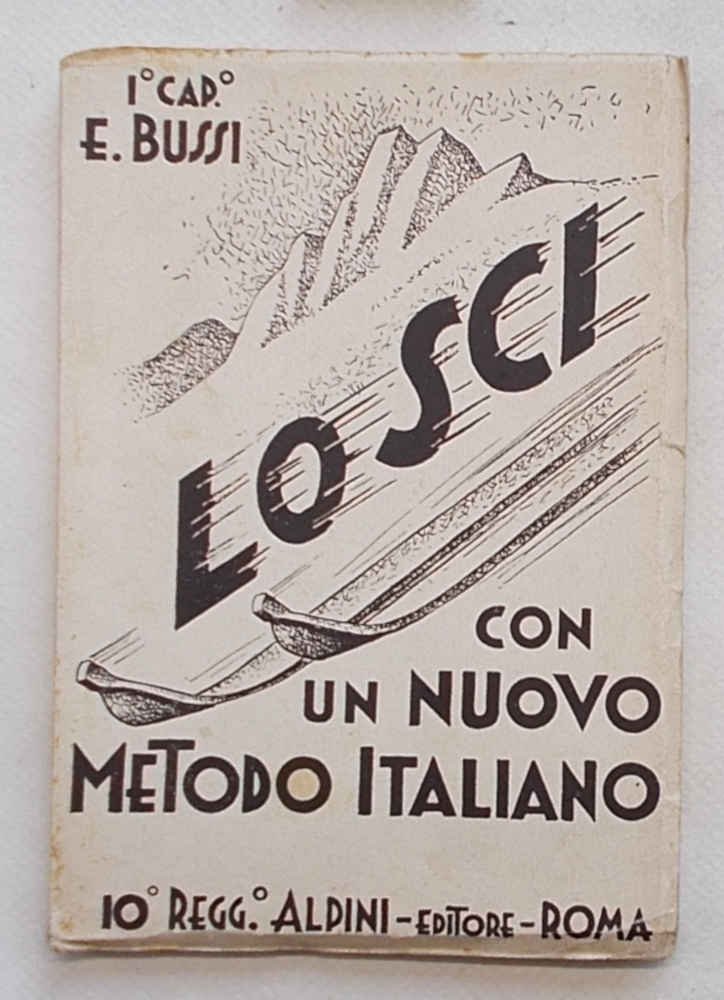 1° CAP.°
E. BUSSI
LO SCI
CON
UN NUOVO
METODO ITALIANO
10° REGG.° ALPINI - EDITORE - ROMA